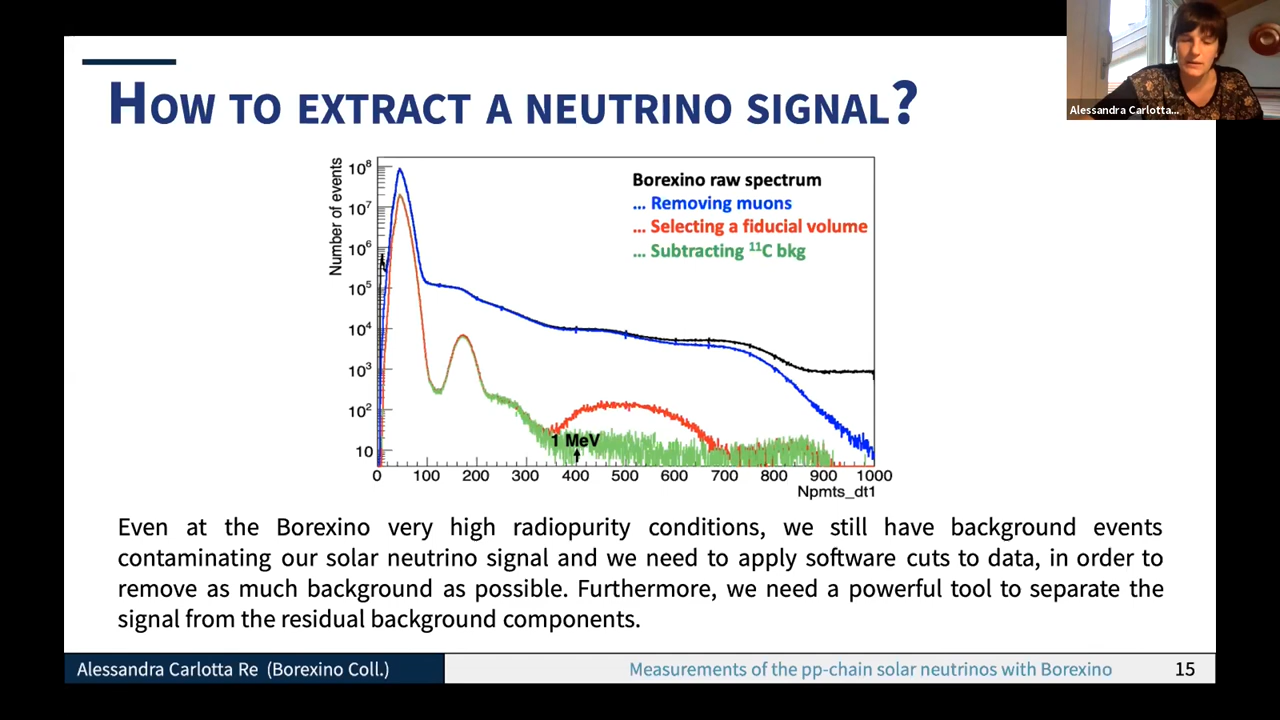 Alessandra Carlotta...
HOW TO EXTRACT A NEUTRINO SIGNAL?
Number of events
10⁸
10⁷
10⁶
10⁵
10⁴
10³
10²
10
Borexino raw spectrum
... Removing muons
... Selecting a fiducial volume
... Subtracting ¹¹C bkg
1 MeV
0 100 200 300 400 500 600 700 800 900 1000
Npmts_dt1
Even at the Borexino very high radiopurity conditions, we still have background events
contaminating our solar neutrino signal and we need to apply software cuts to data, in order to
remove as much background as possible. Furthermore, we need a powerful tool to separate the
signal from the residual background components.
Alessandra Carlotta Re (Borexino Coll.)
Measurements of the pp-chain solar neutrinos with Borexino
15